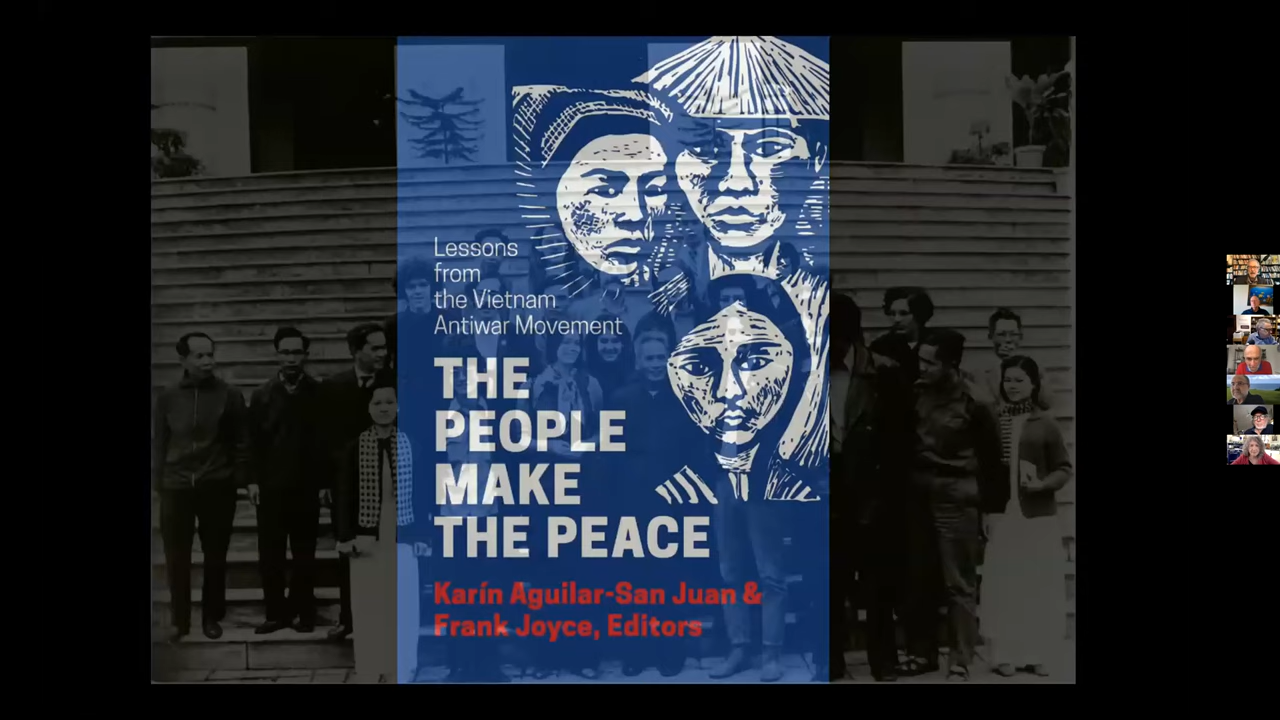 Lessons
from
the Vietnam
Antiwar Movement
THE
PEOPLE
MAKE
THE PEACE
Karín Aguilar-San Juan &
Frank Joyce, Editors